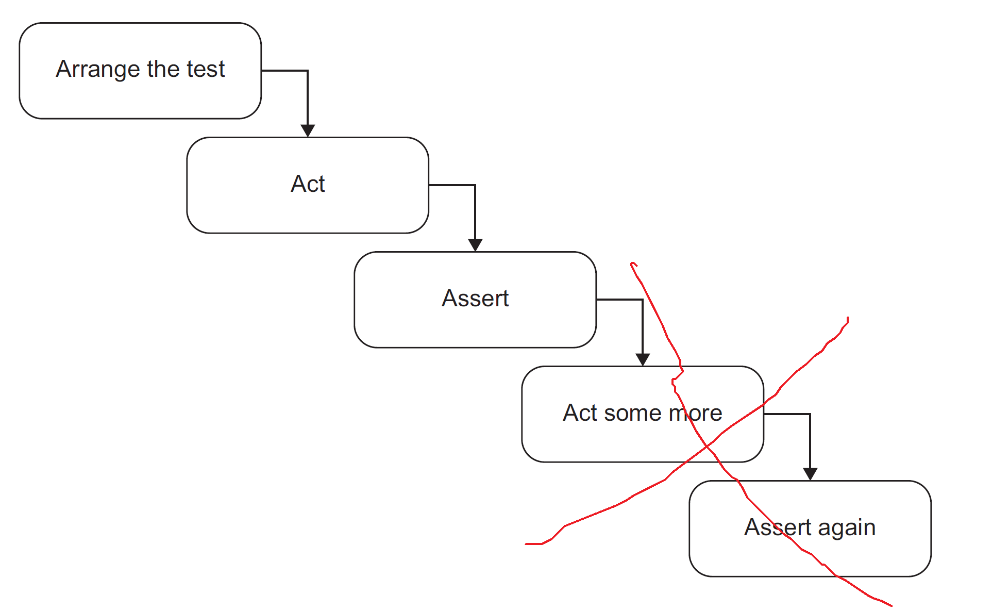 Arrange the test
Act
Assert
Act some more
Assert again